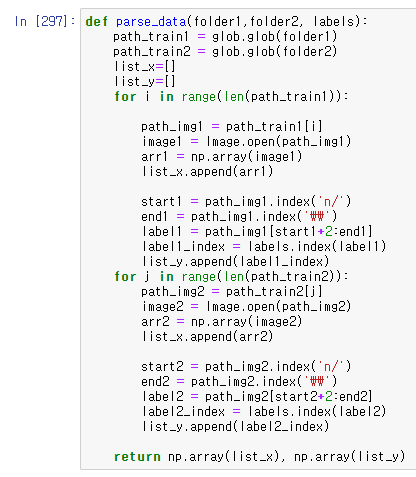 In [297]: def parse_data(folder1,folder2, labels):
    path_train1 = glob.glob(folder1)
    path_train2 = glob.glob(folder2)
    list_x=[]
    list_y=[]
    for i in range(len(path_train1)):
        path_img1 = path_train1[i]
        image1 = Image.open(path_img1)
        arr1 = np.array(image1)
        list_x.append(arr1)
        start1 = path_img1.index('n/')
        end1 = path_img1.index('₩₩')
        label1 = path_img1[start1+2:end1]
        label1_index = labels.index(label1)
        list_y.append(label1_index)
    for j in range(len(path_train2)):
        path_img2 = path_train2[j]
        image2 = Image.open(path_img2)
        arr2 = np.array(image2)
        list_x.append(arr2)
        start2 = path_img2.index('n/')
        end2 = path_img2.index('₩₩')
        label2 = path_img2[start2+2:end2]
        label2_index = labels.index(label2)
        list_y.append(label2_index)
    return np.array(list_x), np.array(list_y)